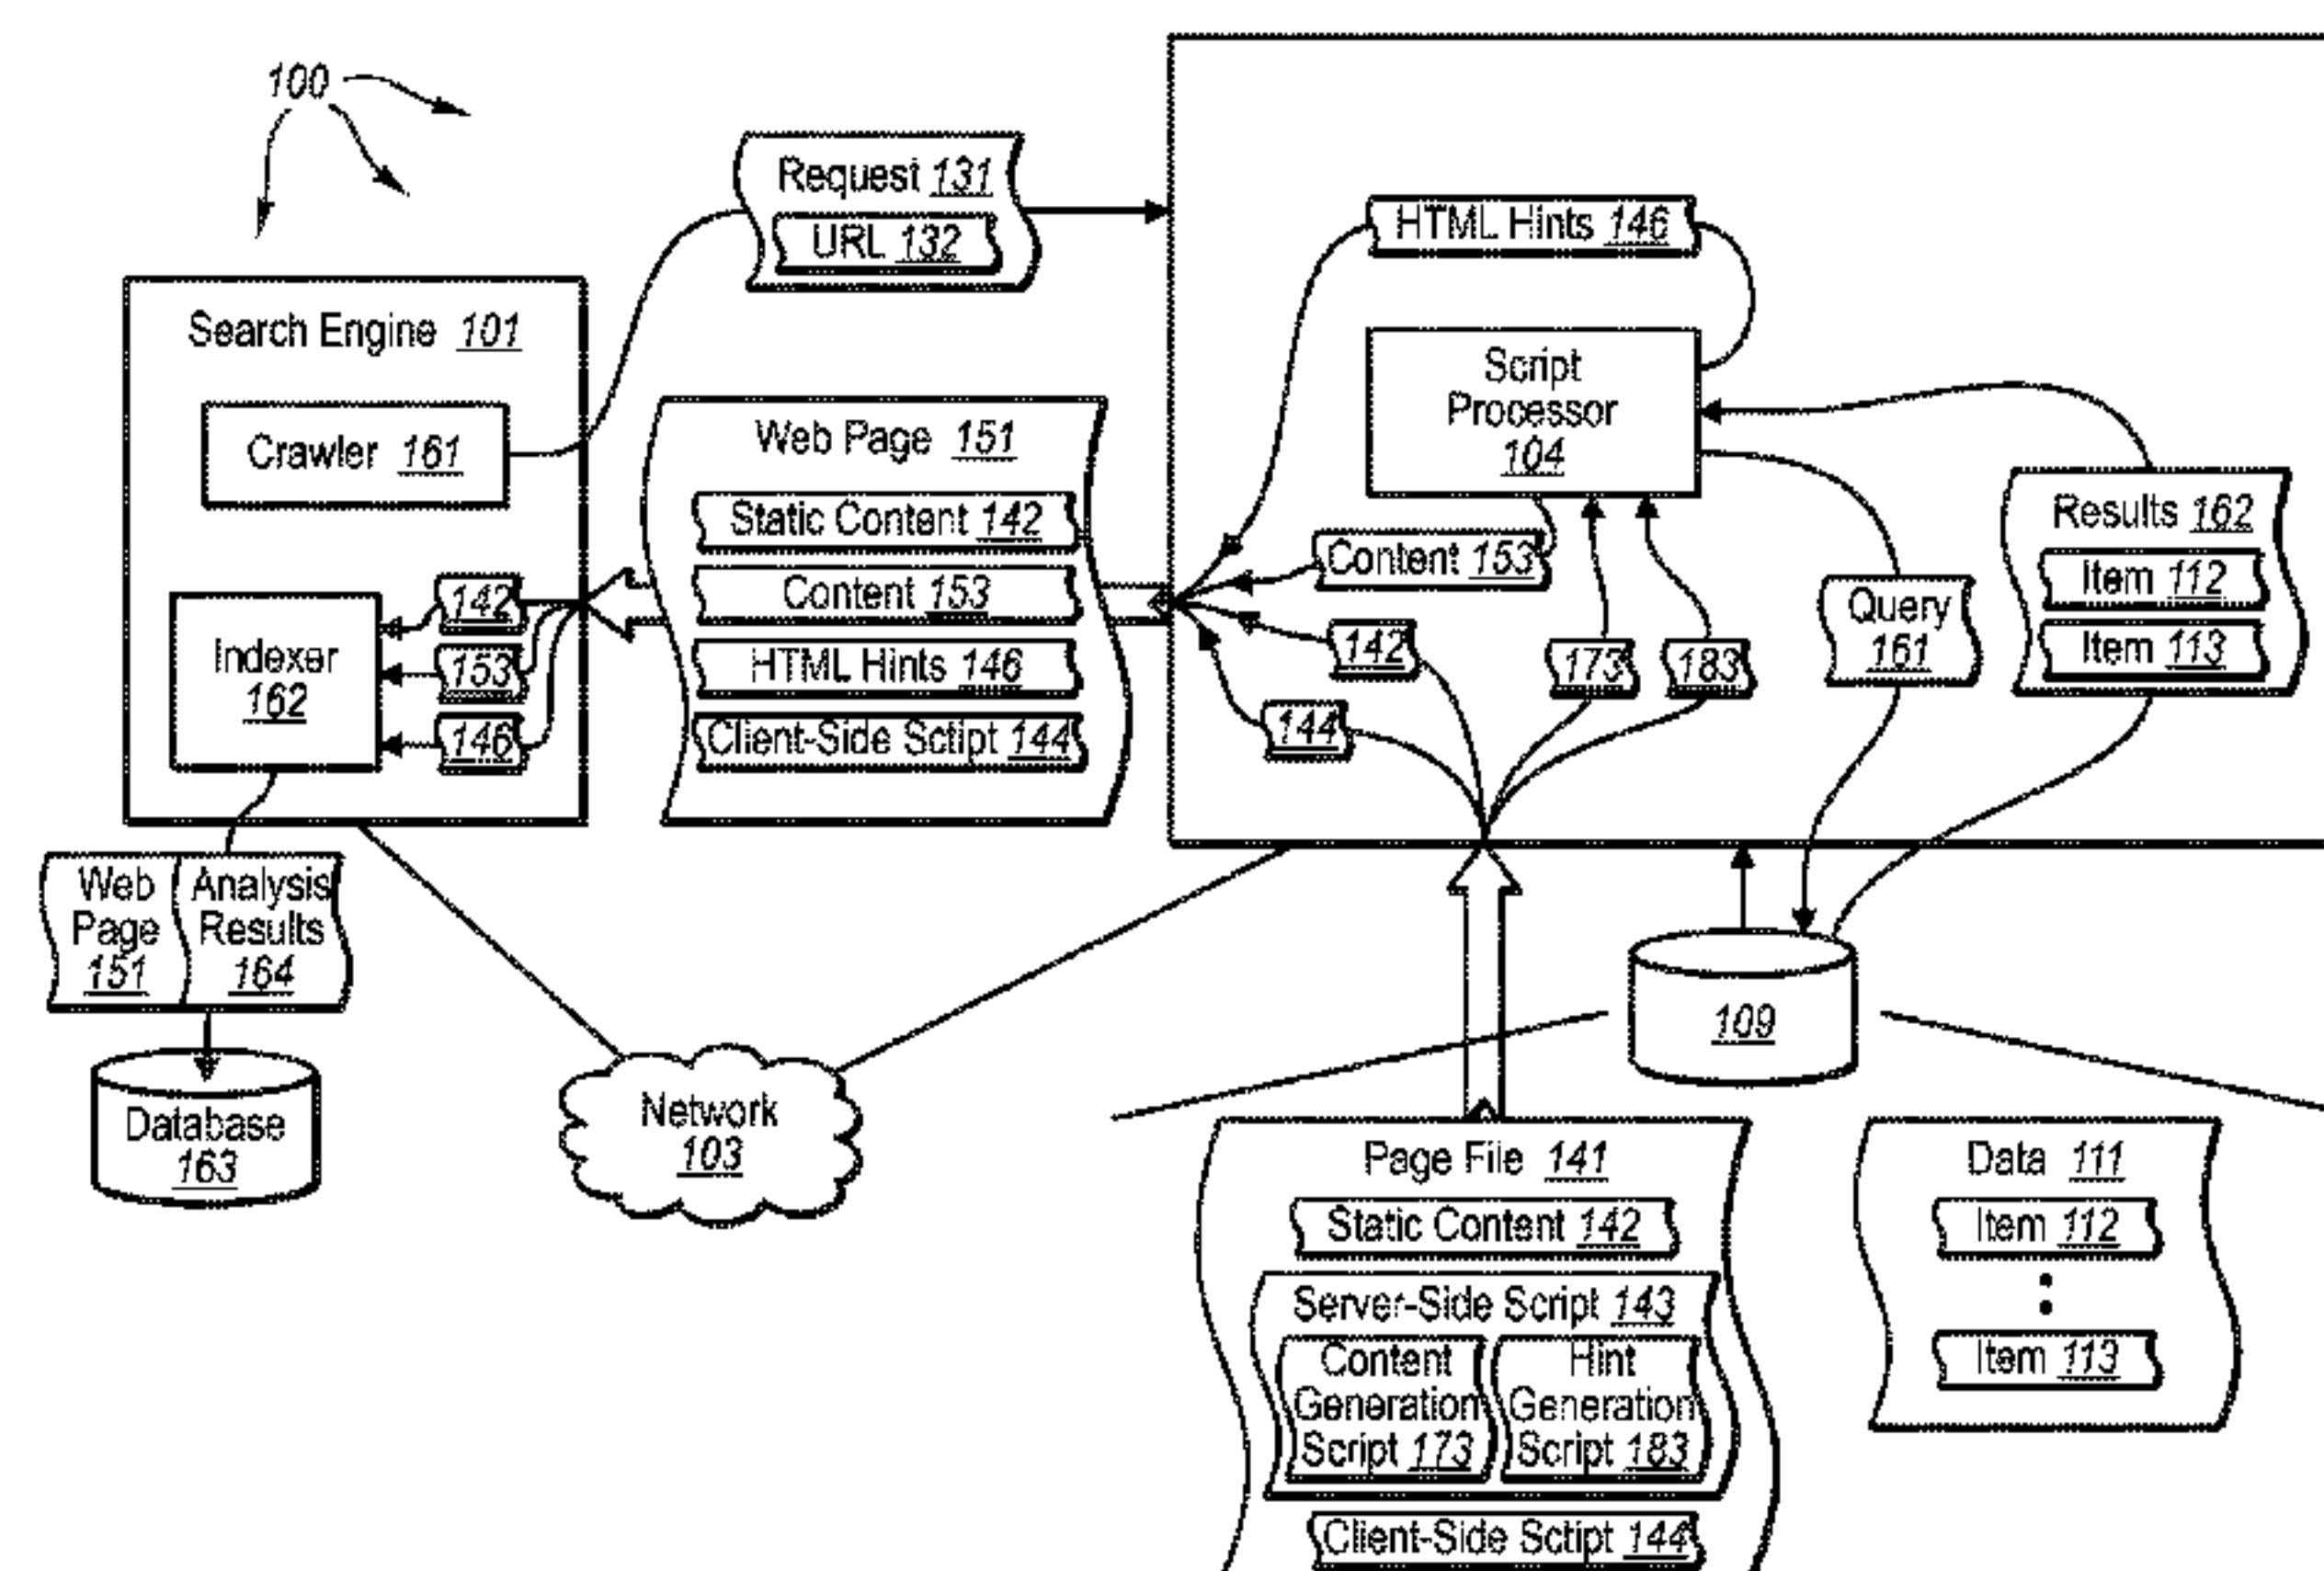 100
Request 131
URL 132
HTML Hints 146
Search Engine 101
Crawler 161
Web Page 151
Static Content 142
Content 153
HTML Hints 146
Client-Side Sctipt 144
Script
Processor
104
Content 153
142
144
173
183
Query
161
Results 162
Item 112
Item 113
142
153
146
Indexer
162
Web
Page
151
Analysis
Results
164
Database
163
Network
103
109
Page File 141
Static Content 142
Server-Side Script 143
Content
Generation
Script 173
Hint
Generation
Script 183
Client-Side Sctipt 144
Data 111
Item 112
Item 113